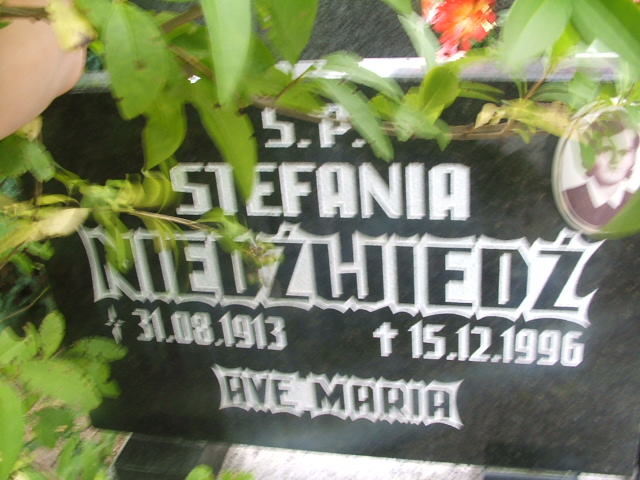 Ś. P.
STEFANIA
NIEDŹWIEDŹ
31.08.1913 ✝ 15.12.1996
AVE MARIA